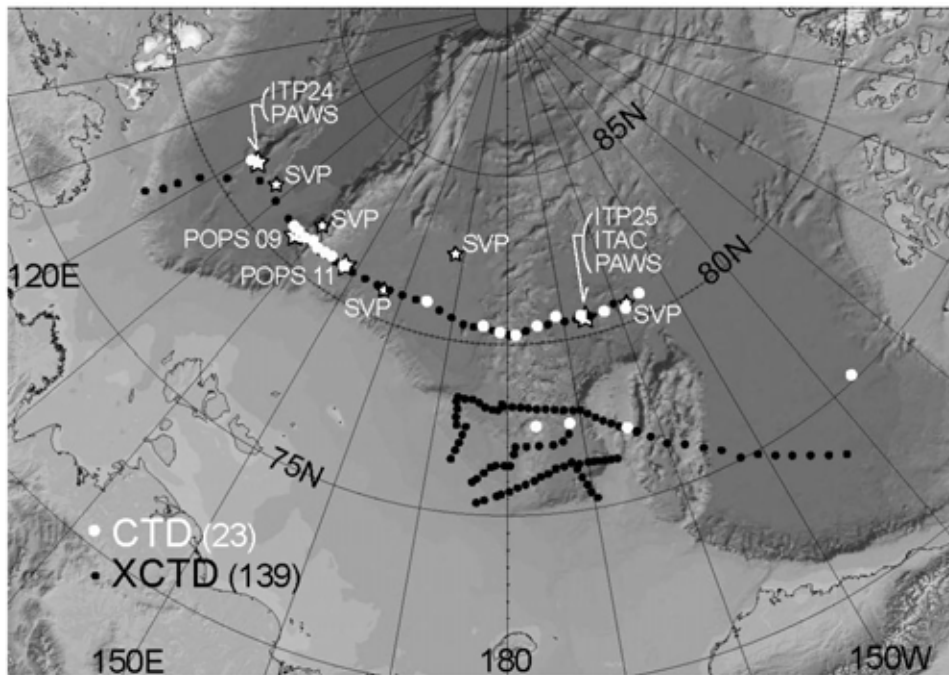 ITP24
PAWS
85N
SVP
SVP
ITP25
ITAC
PAWS
POPS 09
SVP
80N
120E
POPS 11
SVP
SVP
75N
CTD (23)
XCTD (139)
150E
180
150W